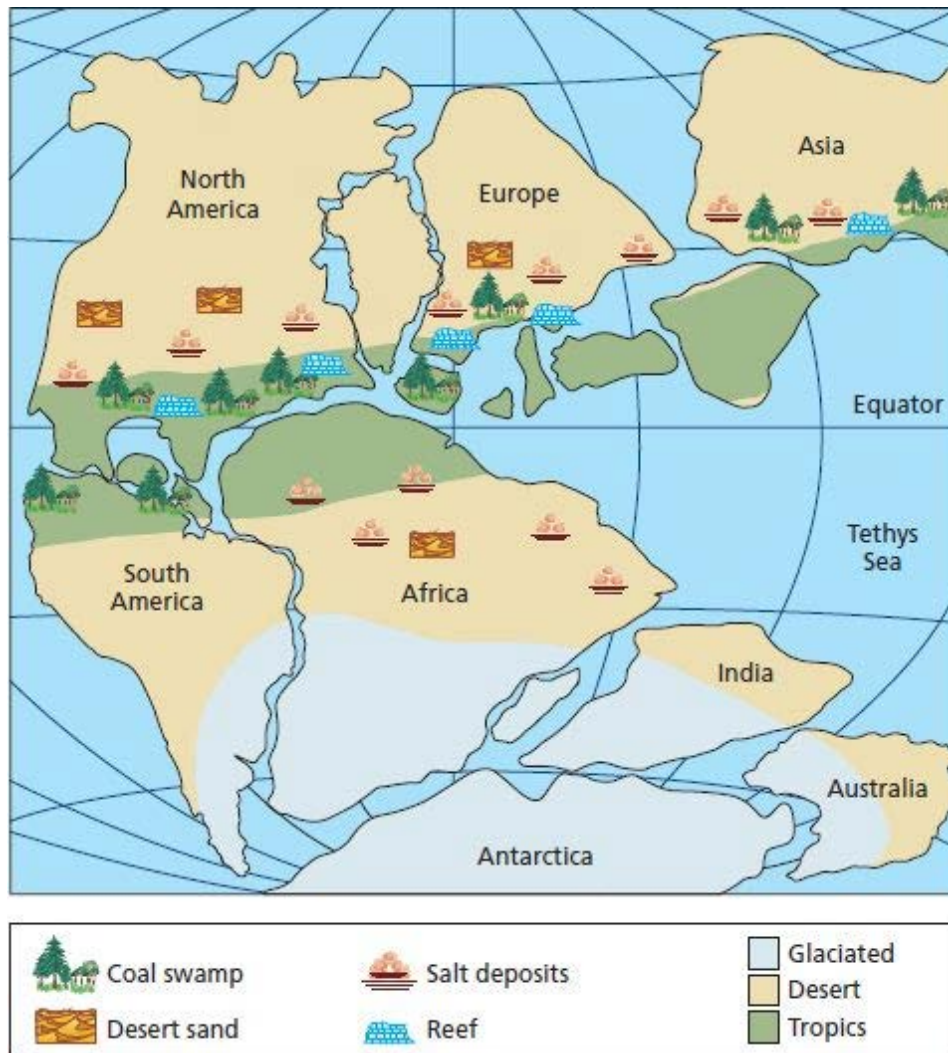 North
America
Europe
Asia
Equator
Tethys
Sea
South
America
Africa
India
Australia
Antarctica
Coal swamp
Salt deposits
Glaciated
Desert
Desert sand
Reef
Tropics